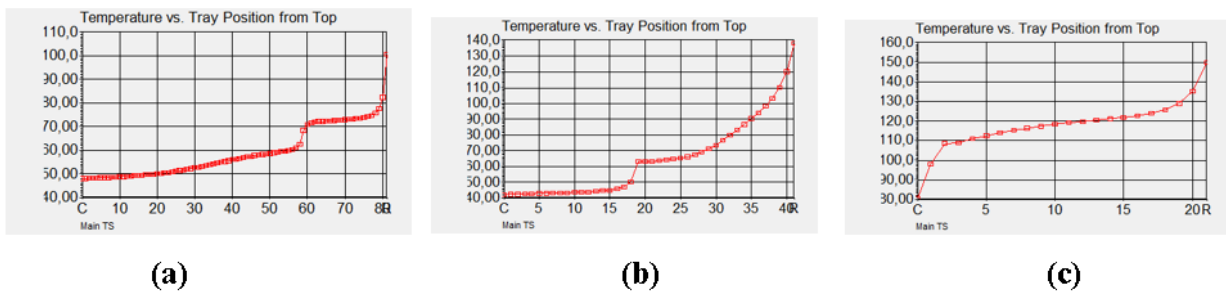 Temperature vs. Tray Position from Top
110,0
100,0
90,00
80,00
70,00
60,00
50,00
40,00
C 10 20 30 40 50 60 70 80R
Main TS
(a)
Temperature vs. Tray Position from Top
140,0
130,0
120,0
110,0
100,0
90,00
80,00
70,00
60,00
50,00
40,00
C 5 10 15 20 25 30 35 40R
Main TS
(b)
Temperature vs. Tray Position from Top
160,0
150,0
140,0
130,0
120,0
110,0
100,0
90,00
80,00
C 5 10 15 20R
Main TS
(c)